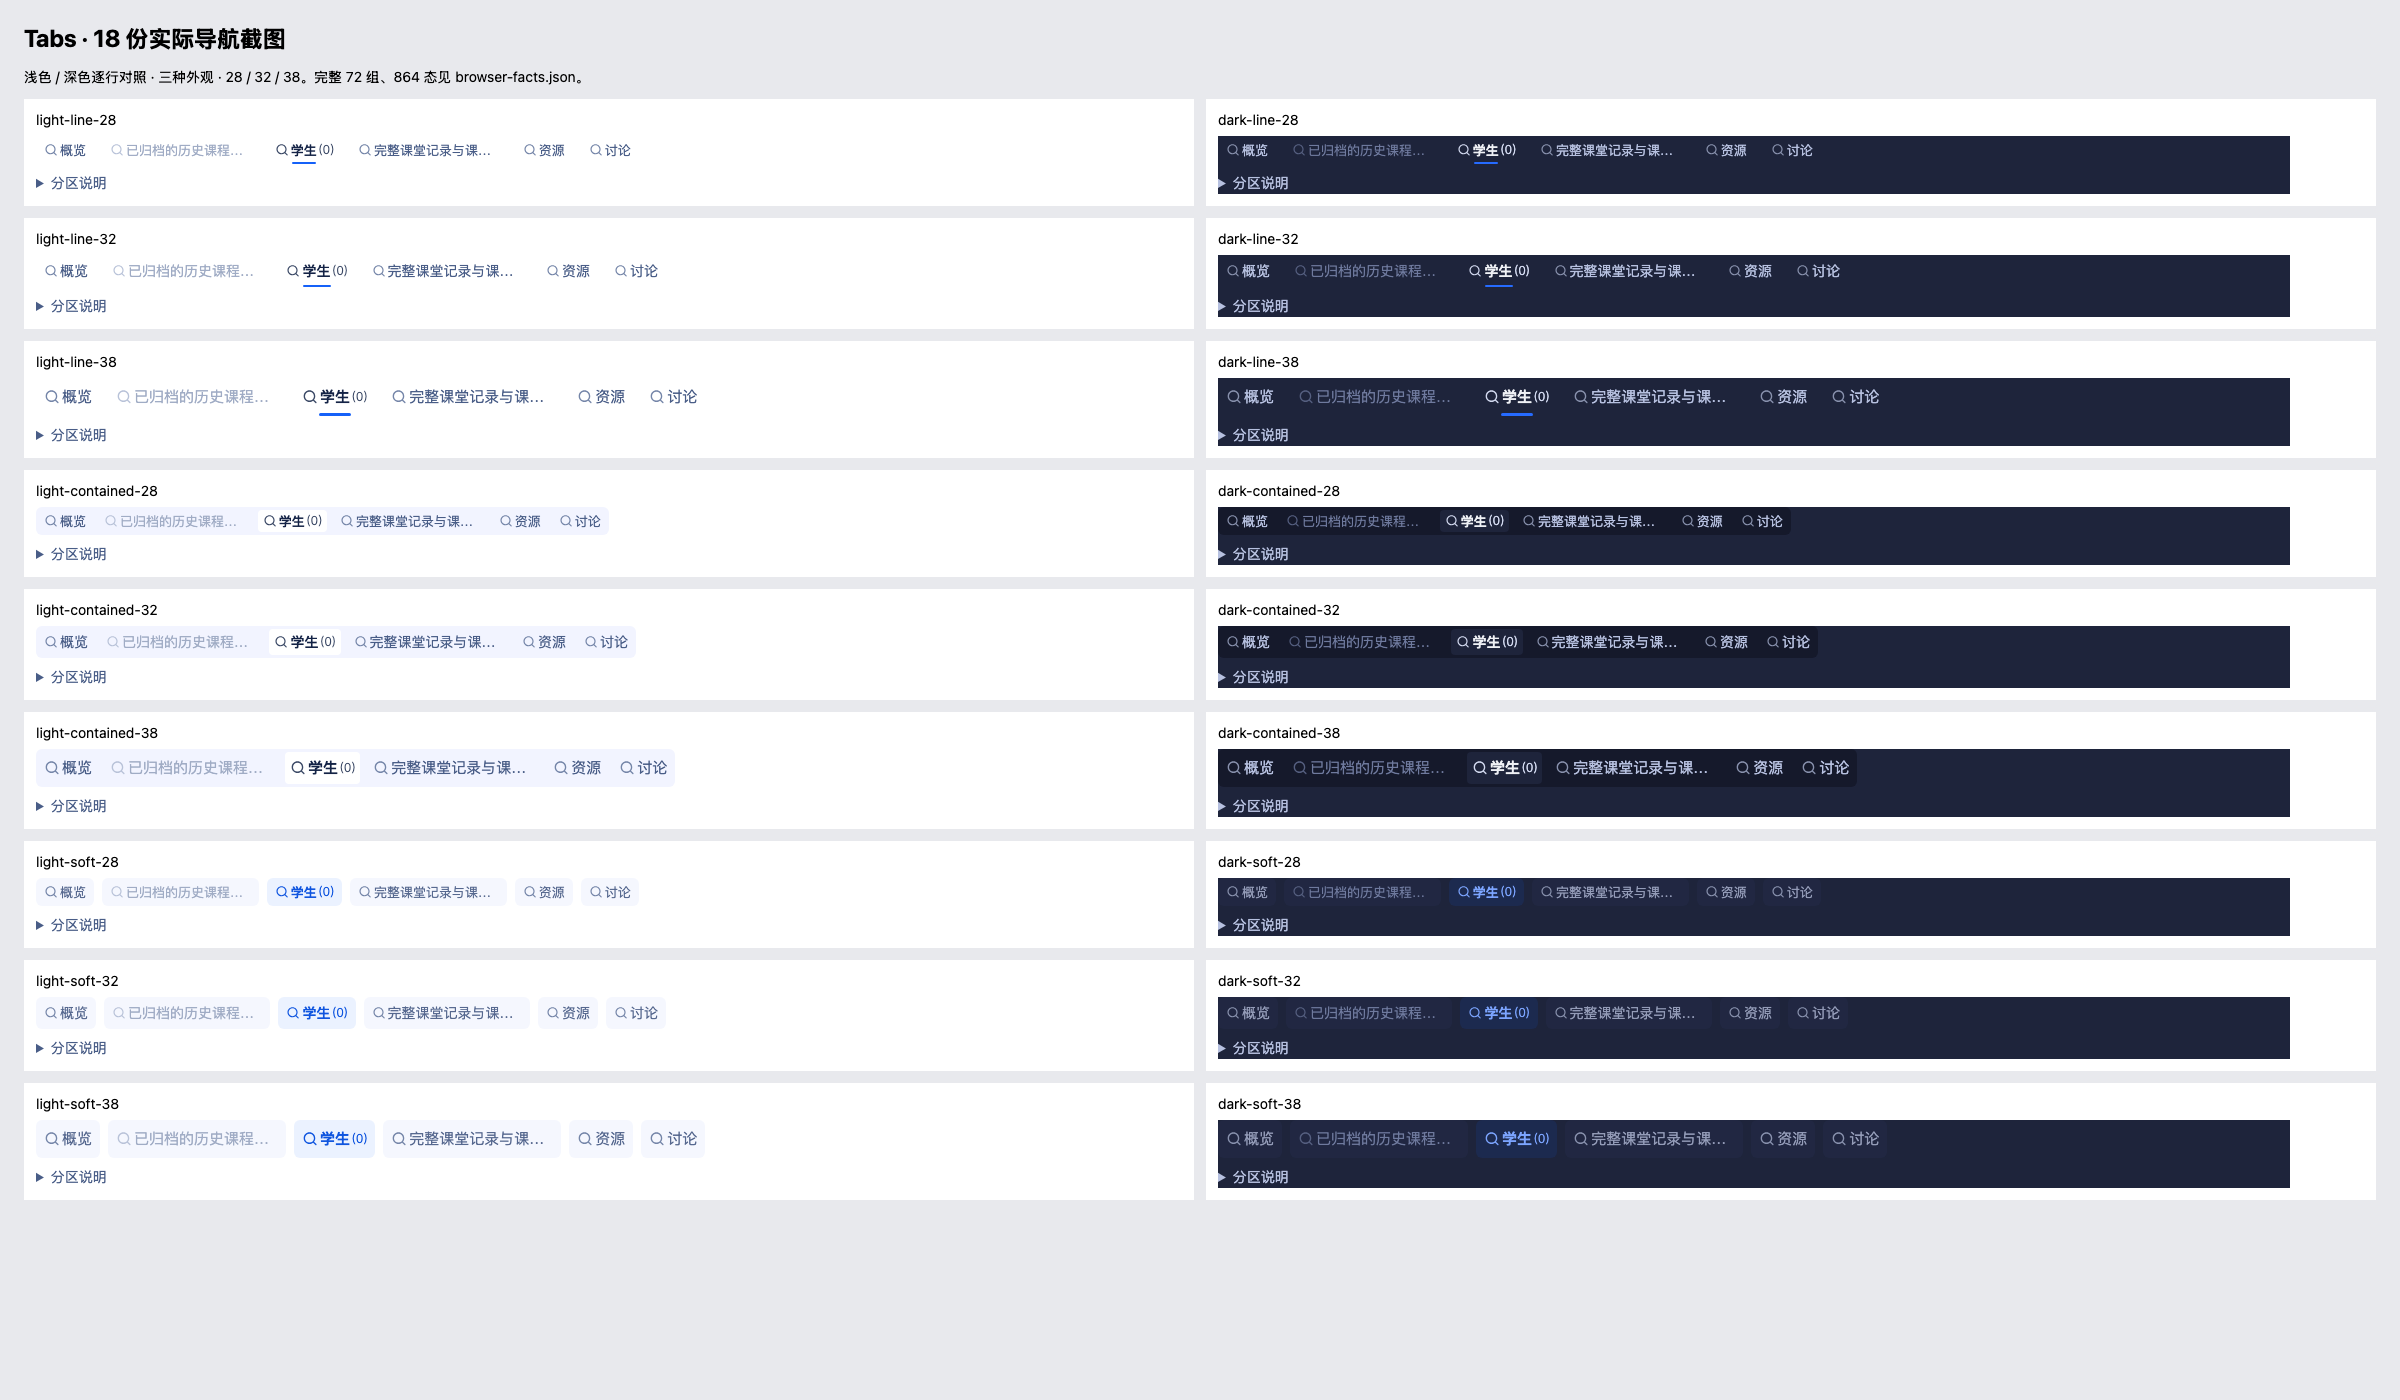 Tabs · 18 份实际导航截图
浅色 / 深色逐行对照 · 三种外观 · 28 / 32 / 38。完整 72 组、864 态见 browser-facts.json。
light-line-28
概览 已归档的历史课程... 学生 (0) 完整课堂记录与课... 资源 讨论
分区说明
dark-line-28
概览 已归档的历史课程... 学生 (0) 完整课堂记录与课... 资源 讨论
分区说明
light-line-32
概览 已归档的历史课程... 学生 (0) 完整课堂记录与课... 资源 讨论
分区说明
dark-line-32
概览 已归档的历史课程... 学生 (0) 完整课堂记录与课... 资源 讨论
分区说明
light-line-38
概览 已归档的历史课程... 学生 (0) 完整课堂记录与课... 资源 讨论
分区说明
dark-line-38
概览 已归档的历史课程... 学生 (0) 完整课堂记录与课... 资源 讨论
分区说明
light-contained-28
概览 已归档的历史课程... 学生 (0) 完整课堂记录与课... 资源 讨论
分区说明
dark-contained-28
概览 已归档的历史课程... 学生 (0) 完整课堂记录与课... 资源 讨论
分区说明
light-contained-32
概览 已归档的历史课程... 学生 (0) 完整课堂记录与课... 资源 讨论
分区说明
dark-contained-32
概览 已归档的历史课程... 学生 (0) 完整课堂记录与课... 资源 讨论
分区说明
light-contained-38
概览 已归档的历史课程... 学生 (0) 完整课堂记录与课... 资源 讨论
分区说明
dark-contained-38
概览 已归档的历史课程... 学生 (0) 完整课堂记录与课... 资源 讨论
分区说明
light-soft-28
概览 已归档的历史课程... 学生 (0) 完整课堂记录与课... 资源 讨论
分区说明
dark-soft-28
概览 已归档的历史课程... 学生 (0) 完整课堂记录与课... 资源 讨论
分区说明
light-soft-32
概览 已归档的历史课程... 学生 (0) 完整课堂记录与课... 资源 讨论
分区说明
dark-soft-32
概览 已归档的历史课程... 学生 (0) 完整课堂记录与课... 资源 讨论
分区说明
light-soft-38
概览 已归档的历史课程... 学生 (0) 完整课堂记录与课... 资源 讨论
分区说明
dark-soft-38
概览 已归档的历史课程... 学生 (0) 完整课堂记录与课... 资源 讨论
分区说明